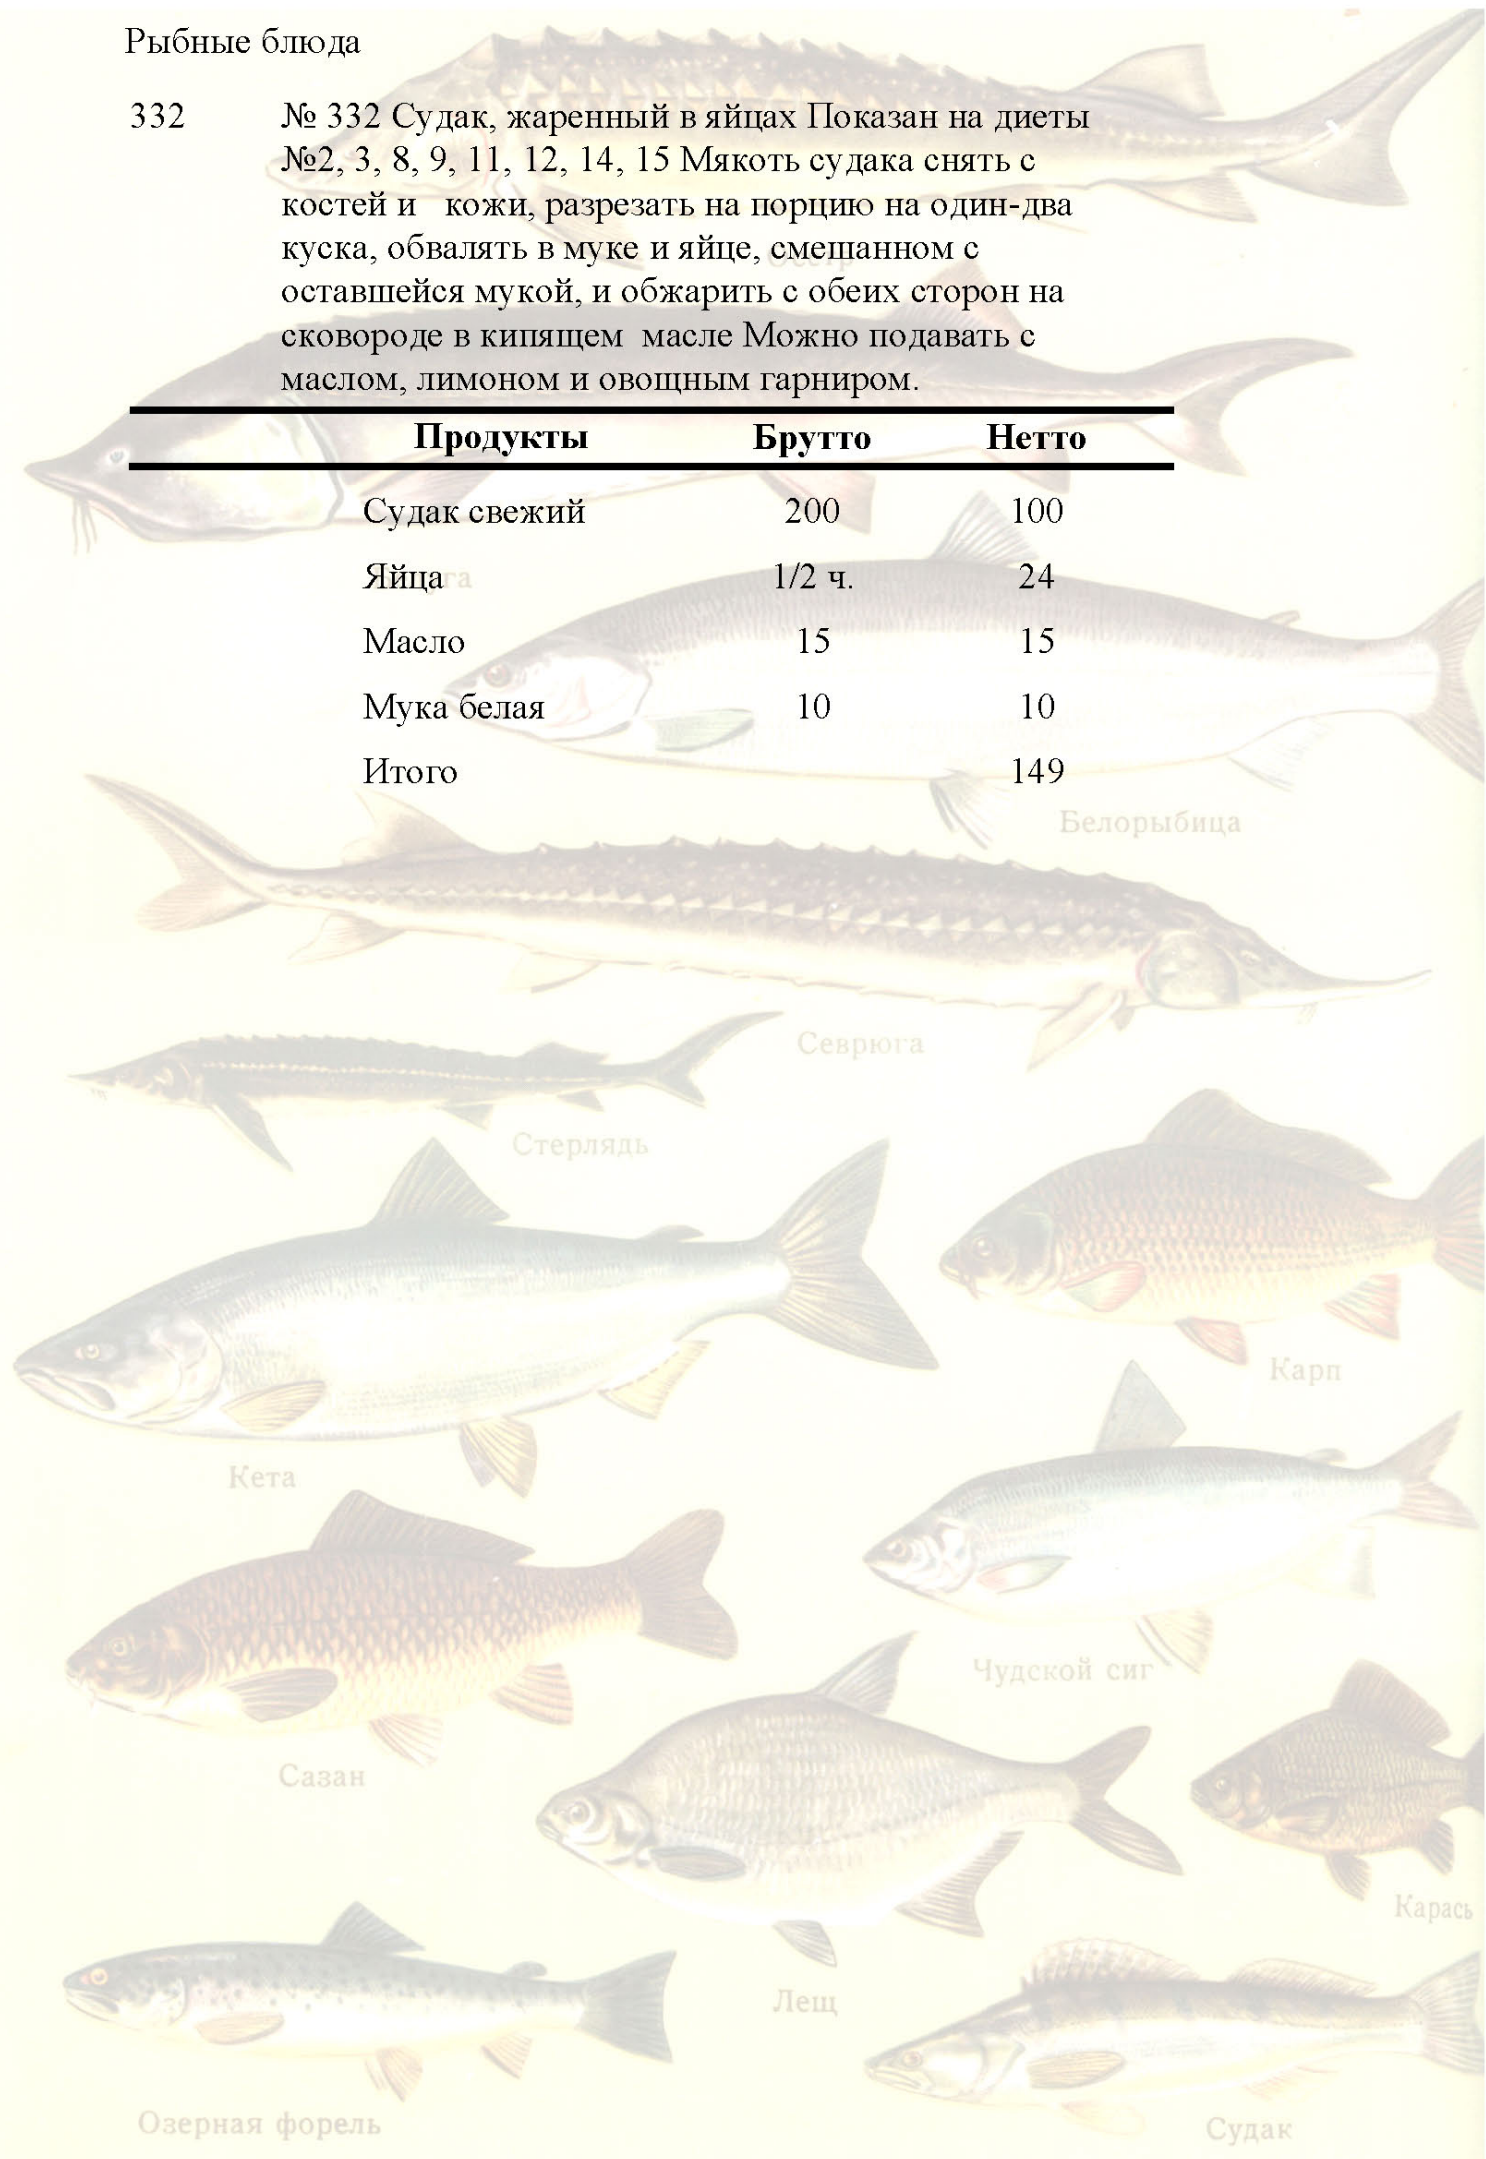 Рыбные блюда
332 № 332 Судак, жаренный в яйцах Показан на диеты
№2, 3, 8, 9, 11, 12, 14, 15 Мякоть судака снять с
костей и кожи, разрезать на порцию на один-два
куска, обвалять в муке и яйце, смешанном с
оставшейся мукой, и обжарить с обеих сторон на
сковороде в кипящем масле Можно подавать с
маслом, лимоном и овощным гарниром.
Продукты Брутто Нетто
Судак свежий 200 100
Яйца 1/2 ч. 24
Масло 15 15
Мука белая 10 10
Итого 149
Белорыбица
Севрюга
Стерлядь
Карп
Кета
Чудской сиг
Сазан
Карась
Лещ
Озерная форель
Судак